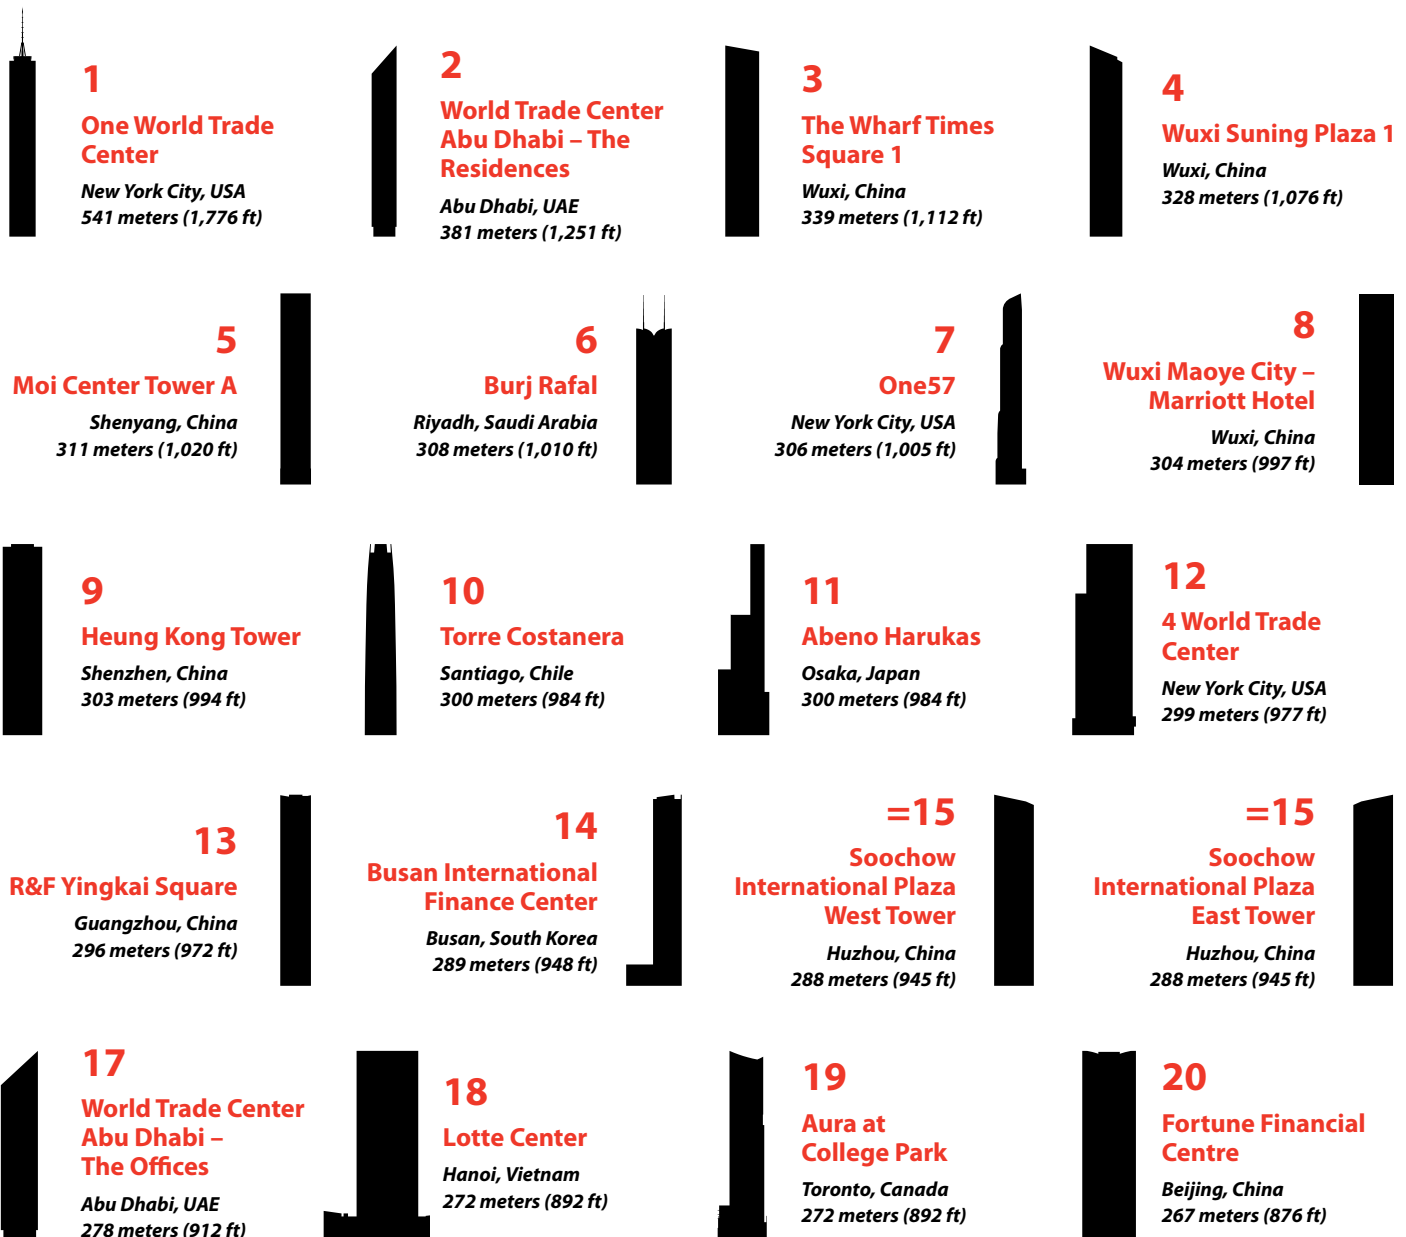 1
One World Trade
Center
New York City, USA
541 meters (1,776 ft)
2
World Trade Center
Abu Dhabi – The
Residences
Abu Dhabi, UAE
381 meters (1,251 ft)
3
The Wharf Times
Square 1
Wuxi, China
339 meters (1,112 ft)
4
Wuxi Suning Plaza 1
Wuxi, China
328 meters (1,076 ft)
5
Moi Center Tower A
Shenyang, China
311 meters (1,020 ft)
6
Burj Rafal
Riyadh, Saudi Arabia
308 meters (1,010 ft)
7
One57
New York City, USA
306 meters (1,005 ft)
8
Wuxi Maoye City –
Marriott Hotel
Wuxi, China
304 meters (997 ft)
9
Heung Kong Tower
Shenzhen, China
303 meters (994 ft)
10
Torre Costanera
Santiago, Chile
300 meters (984 ft)
11
Abeno Harukas
Osaka, Japan
300 meters (984 ft)
12
4 World Trade
Center
New York City, USA
299 meters (977 ft)
13
R&F Yingkai Square
Guangzhou, China
296 meters (972 ft)
14
Busan International
Finance Center
Busan, South Korea
289 meters (948 ft)
=15
Soochow
International Plaza
West Tower
Huzhou, China
288 meters (945 ft)
=15
Soochow
International Plaza
East Tower
Huzhou, China
288 meters (945 ft)
17
World Trade Center
Abu Dhabi –
The Offices
Abu Dhabi, UAE
278 meters (912 ft)
18
Lotte Center
Hanoi, Vietnam
272 meters (892 ft)
19
Aura at
College Park
Toronto, Canada
272 meters (892 ft)
20
Fortune Financial
Centre
Beijing, China
267 meters (876 ft)